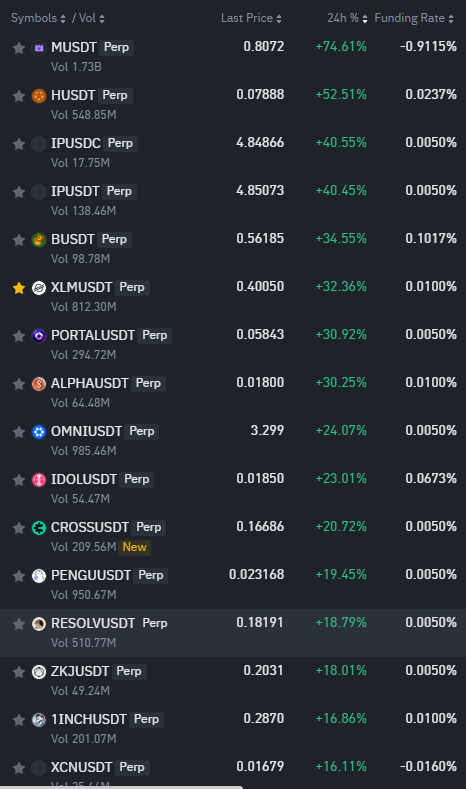 Symbols / Vol Last Price 24h % Funding Rate
MUSDT Perp 0.8072 +74.61% -0.9115%
Vol 1.73B
HUSDT Perp 0.07888 +52.51% 0.0237%
Vol 548.85M
IPUSDC Perp 4.84866 +40.55% 0.0050%
Vol 17.75M
IPUSDT Perp 4.85073 +40.45% 0.0050%
Vol 138.46M
BUSDT Perp 0.56185 +34.55% 0.1017%
Vol 98.78M
XLMUSDT Perp 0.40050 +32.36% 0.0100%
Vol 812.30M
PORTALUSDT Perp 0.05843 +30.92% 0.0050%
Vol 294.72M
ALPHAUSDT Perp 0.01800 +30.25% 0.0100%
Vol 64.48M
OMNIUSDT Perp 3.299 +24.07% 0.0050%
Vol 985.46M
IDOLUSDT Perp 0.01850 +23.01% 0.0673%
Vol 54.47M
CROSSUSDT Perp 0.16686 +20.72% 0.0050%
Vol 209.56M New
PENGUUSDT Perp 0.023168 +19.45% 0.0050%
Vol 950.67M
RESOLVUSDT Perp 0.18191 +18.79% 0.0050%
Vol 510.77M
ZKJUSDT Perp 0.2031 +18.01% 0.0050%
Vol 49.24M
1INCHUSDT Perp 0.2870 +16.86% 0.0100%
Vol 201.07M
XCNUSDT Perp 0.01679 +16.11% -0.0160%
Vol